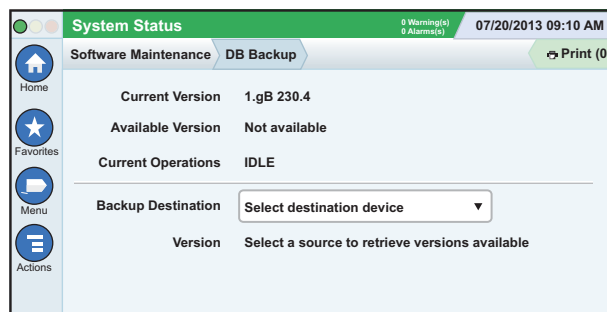 System Status
0 Warning(s)
0 Alarms(s)
07/20/2013 09:10 AM
Software Maintenance
DB Backup
Print (0
Home
Favorites
Menu
Actions
Current Version 1.gB 230.4
Available Version Not available
Current Operations IDLE
Backup Destination Select destination device
Version Select a source to retrieve versions available